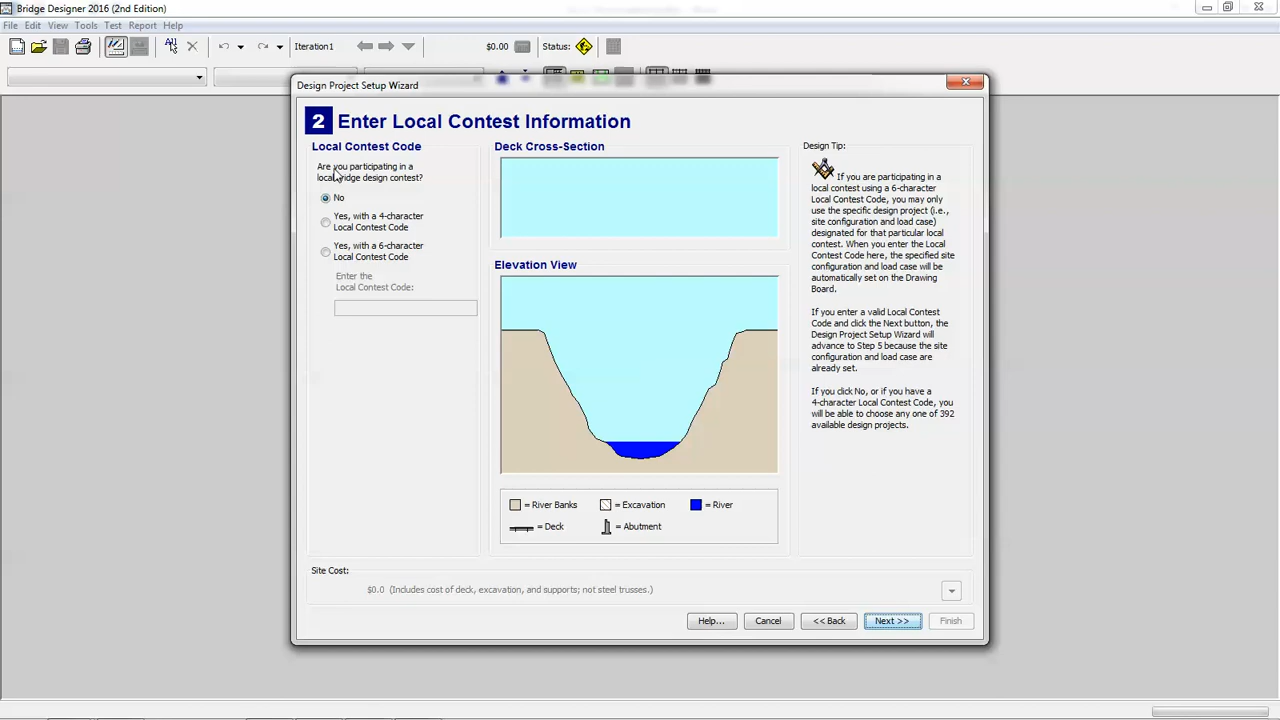 Bridge Designer 2016 (2nd Edition)
File Edit View Tools Test Report Help
Iteration1
$0.00
Status:
Design Project Setup Wizard
2 Enter Local Contest Information
Local Contest Code
Are you participating in a
local bridge design contest?
No
Yes, with a 4-character
Local Contest Code
Yes, with a 6-character
Local Contest Code
Enter the
Local Contest Code:
Deck Cross-Section
Elevation View
= River Banks
= Excavation
= River
= Deck
= Abutment
Design Tip:
If you are participating in a
local contest using a 6-character
Local Contest Code, you may only
use the specific design project (i.e.,
site configuration and load case)
designated for that particular local
contest. When you enter the Local
Contest Code here, the specified site
configuration and load case will be
automatically set on the Drawing
Board.
If you enter a valid Local Contest
Code and click the Next button, the
Design Project Setup Wizard will
advance to Step 5 because the site
configuration and load case are
already set.
If you click No, or if you have a
4-character Local Contest Code, you
will be able to choose any one of 392
available design projects.
Site Cost:
$0.0 (Includes cost of deck, excavation, and supports; not steel trusses.)
Help...
Cancel
<< Back
Next >>
Finish